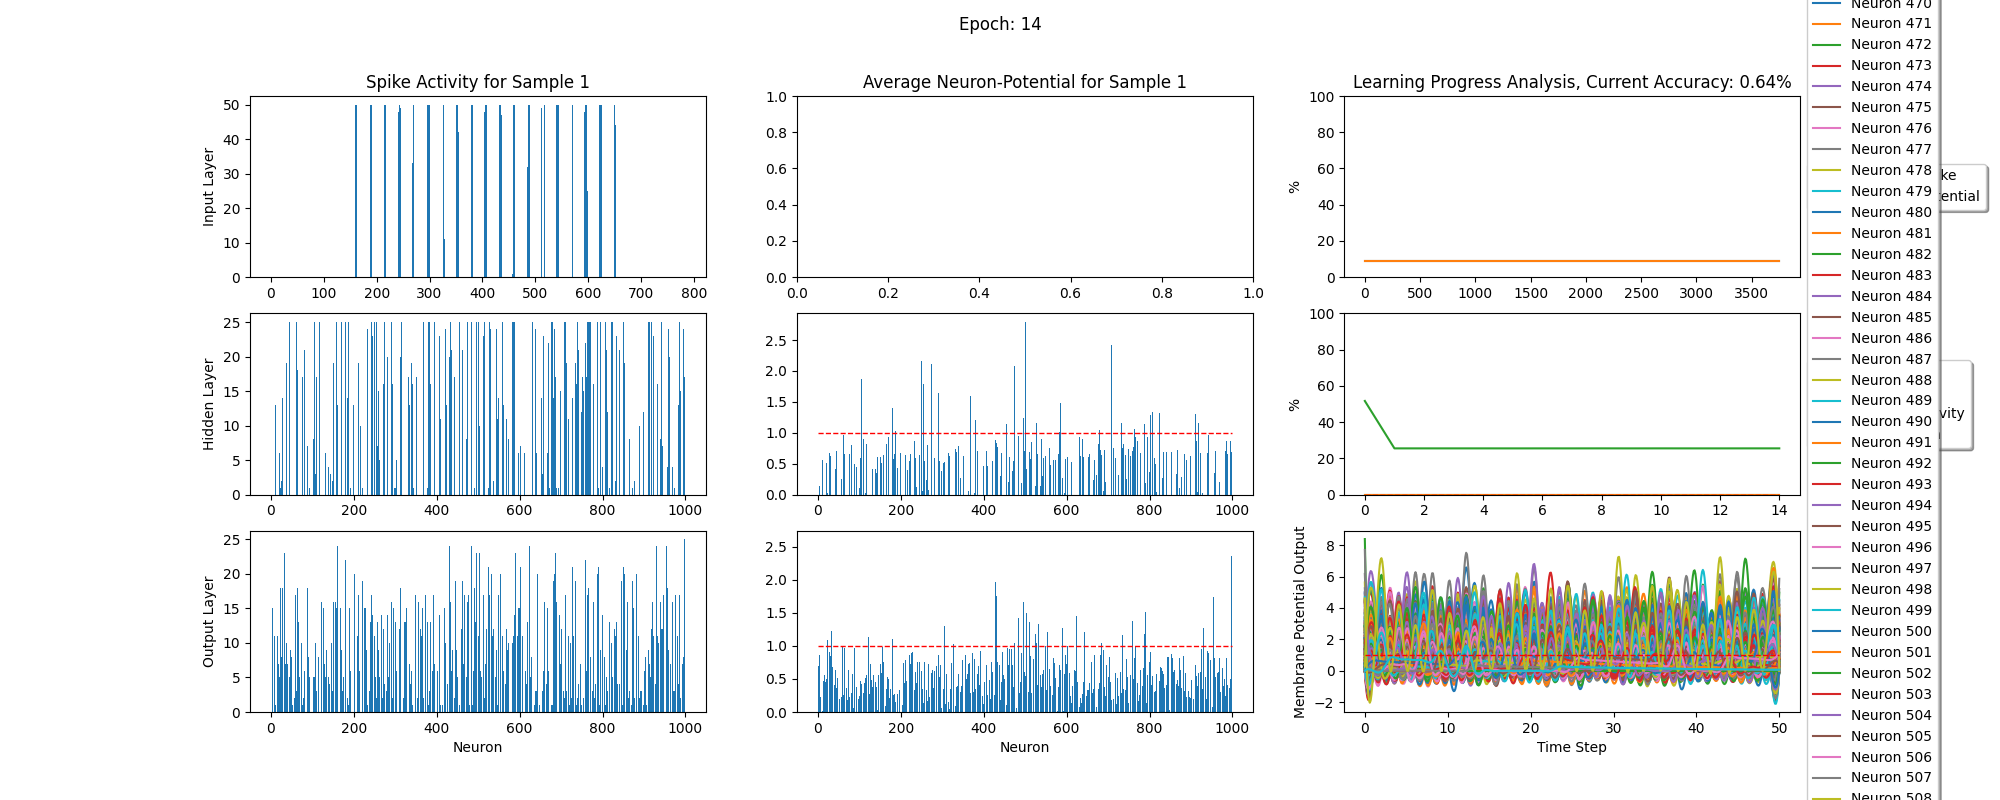 Epoch: 14
Spike Activity for Sample 1
Average Neuron-Potential for Sample 1
Learning Progress Analysis, Current Accuracy: 0.64%
Input Layer
50
40
30
20
10
0
0 100 200 300 400 500 600 700 800
1.0
0.8
0.6
0.4
0.2
0.0
0.0 0.2 0.4 0.6 0.8 1.0
%
100
80
60
40
20
0
0 500 1000 1500 2000 2500 3000 3500
Hidden Layer
25
20
15
10
5
0
0 200 400 600 800 1000
2.5
2.0
1.5
1.0
0.5
0.0
0 200 400 600 800 1000
%
100
80
60
40
20
0
0 2 4 6 8 10 12 14
Output Layer
25
20
15
10
5
0
0 200 400 600 800 1000
Neuron
2.5
2.0
1.5
1.0
0.5
0.0
0 200 400 600 800 1000
Neuron
Membrane Potential Output
8
6
4
2
0
−2
0 10 20 30 40 50
Time Step
Neuron 470
Neuron 471
Neuron 472
Neuron 473
Neuron 474
Neuron 475
Neuron 476
Neuron 477
Neuron 478
Neuron 479
Neuron 480
Neuron 481
Neuron 482
Neuron 483
Neuron 484
Neuron 485
Neuron 486
Neuron 487
Neuron 488
Neuron 489
Neuron 490
Neuron 491
Neuron 492
Neuron 493
Neuron 494
Neuron 495
Neuron 496
Neuron 497
Neuron 498
Neuron 499
Neuron 500
Neuron 501
Neuron 502
Neuron 503
Neuron 504
Neuron 505
Neuron 506
Neuron 507
Neuron 508
ke
ential
vity